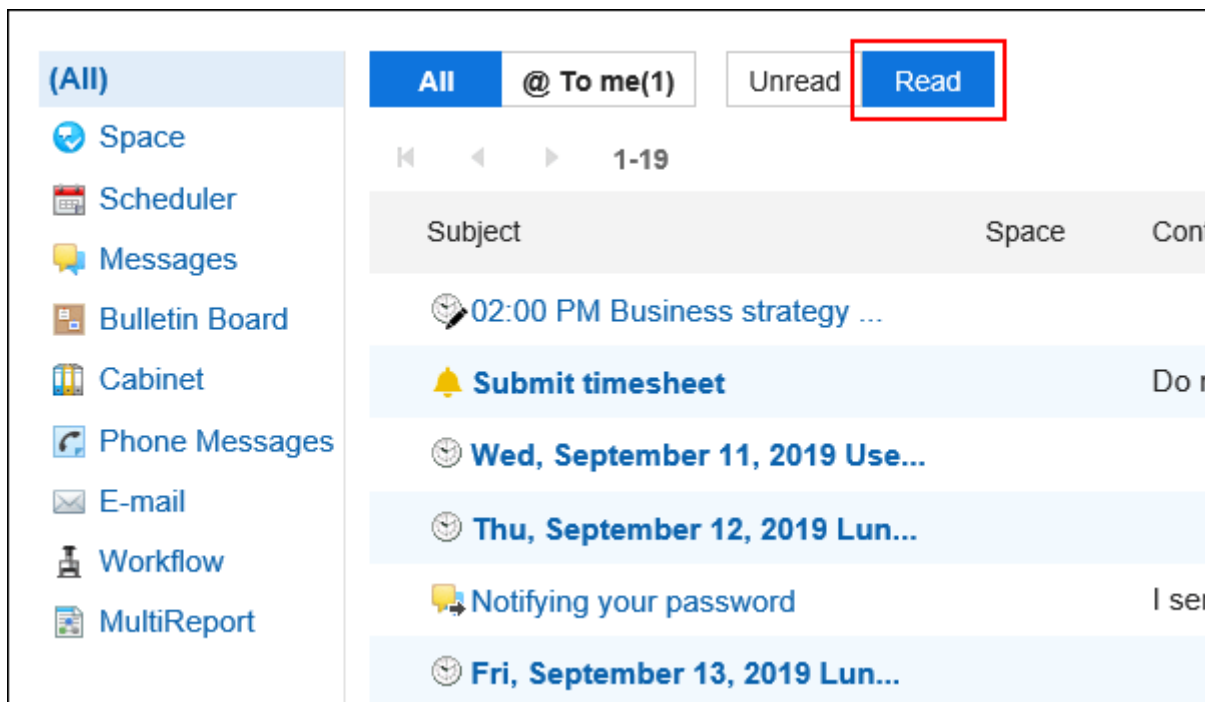 (All)
Space
Scheduler
Messages
Bulletin Board
Cabinet
Phone Messages
E-mail
Workflow
MultiReport
All @ To me(1) Unread Read
1-19
Subject Space
02:00 PM Business strategy ...
Submit timesheet Do
Wed, September 11, 2019 Use...
Thu, September 12, 2019 Lun...
Notifying your password I
Fri, September 13, 2019 Lun...